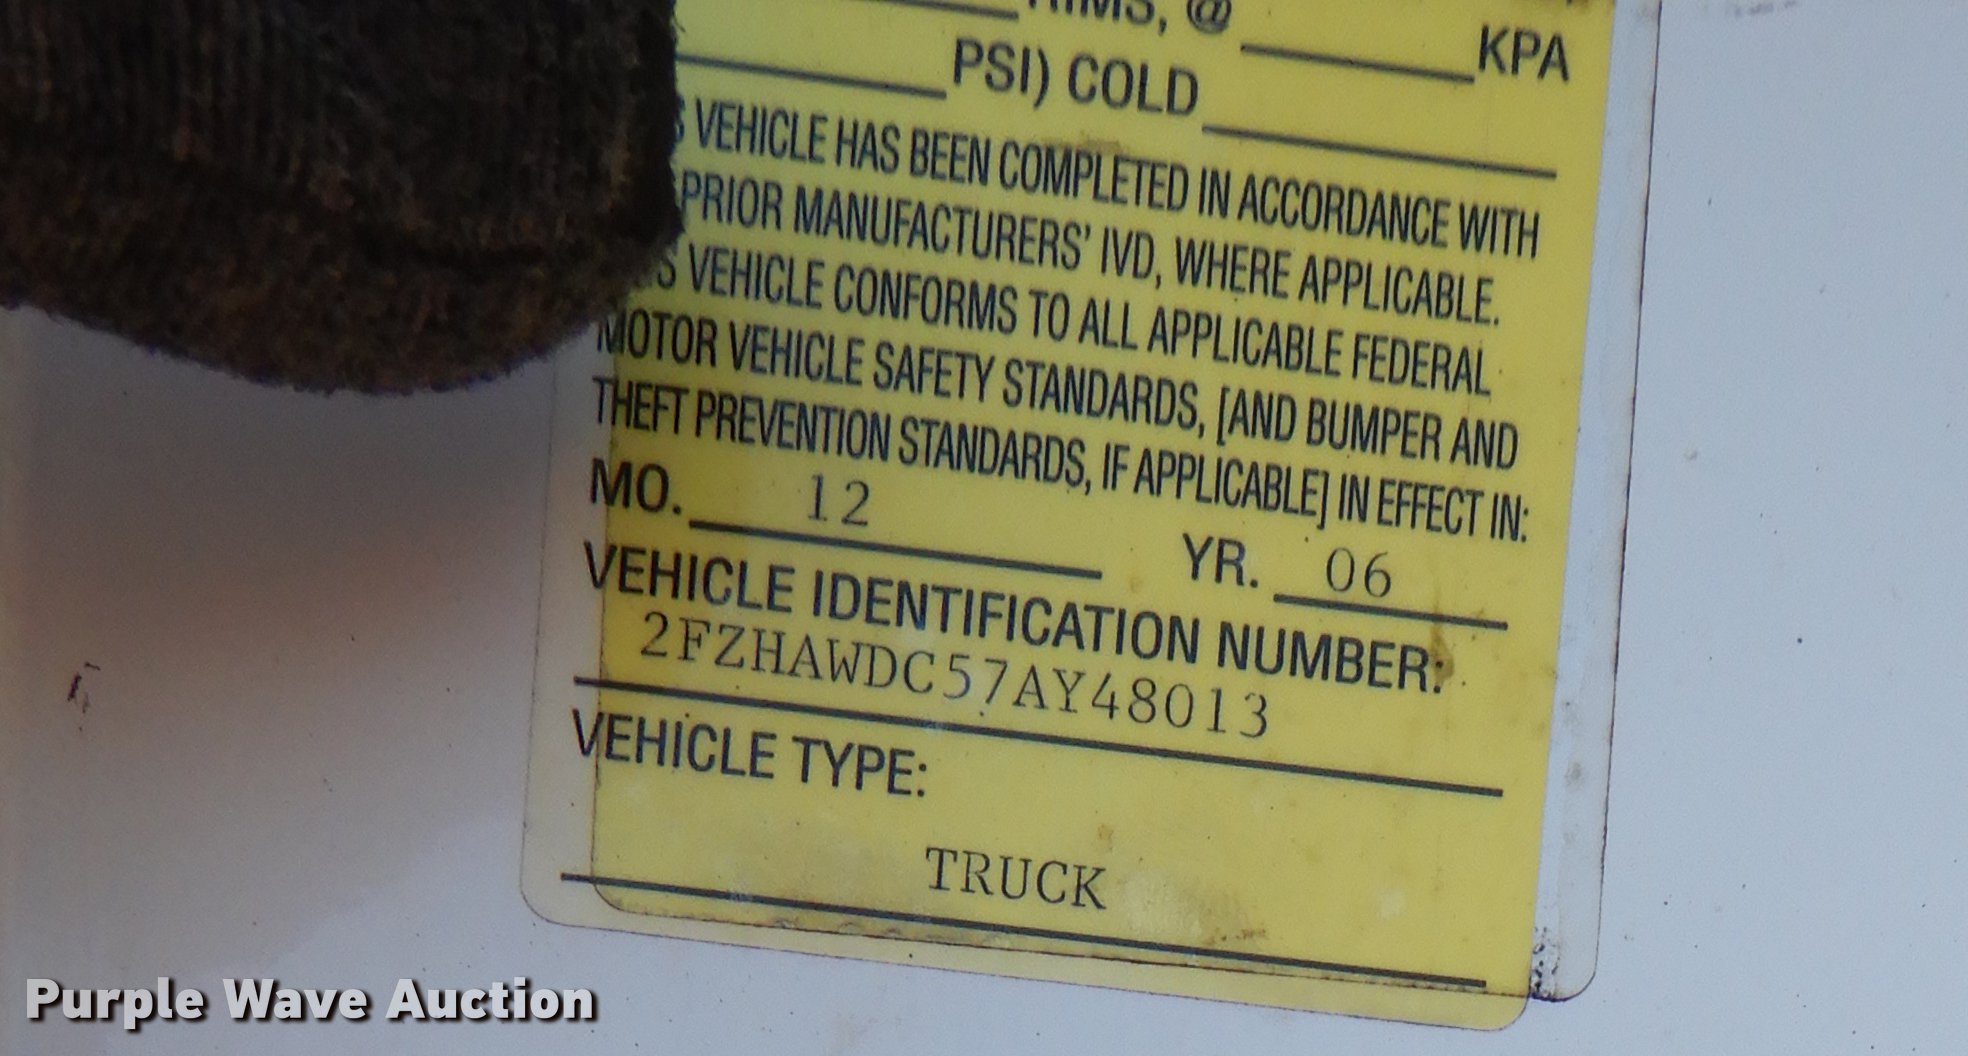 RIMS, @ KPA
PSI) COLD
VEHICLE HAS BEEN COMPLETED IN ACCORDANCE WITH
PRIOR MANUFACTURERS' IVD, WHERE APPLICABLE.
VEHICLE CONFORMS TO ALL APPLICABLE FEDERAL
MOTOR VEHICLE SAFETY STANDARDS, [AND BUMPER AND
THEFT PREVENTION STANDARDS, IF APPLICABLE] IN EFFECT IN:
MO. 12 YR. 06
VEHICLE IDENTIFICATION NUMBER:
2FZHAWDC57AY48013
VEHICLE TYPE:
TRUCK
Purple Wave Auction